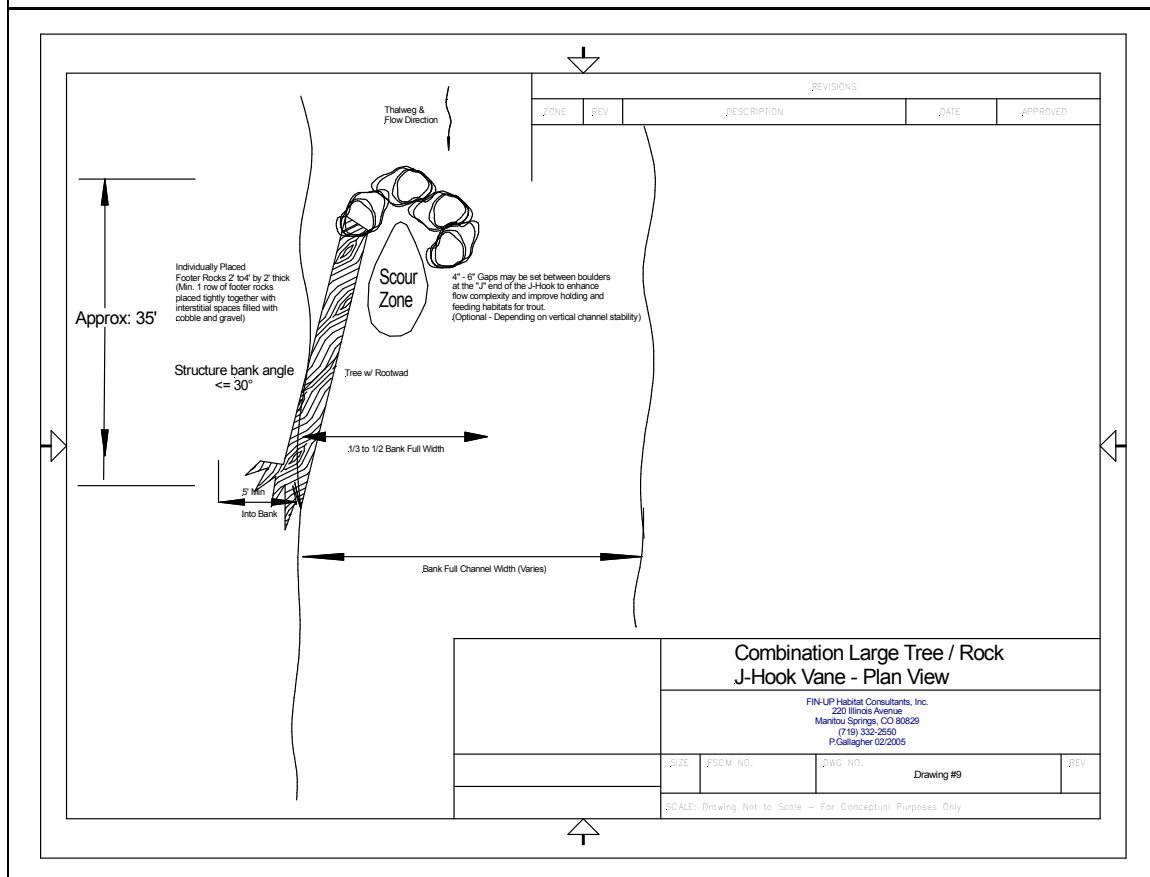 REVISIONS
ZONE REV DESCRIPTION DATE APPROVED
Thalweg &
Flow Direction
Individually Placed
Footer Rocks 2' to4' by 2' thick
(Min. 1 row of footer rocks
placed tightly together with
interstitial spaces filled with
cobble and gravel)
Scour
Zone
4" - 6" Gaps may be set between boulders
at the "J" end of the J-Hook to enhance
flow complexity and improve holding and
feeding habitats for trout.
(Optional - Depending on vertical channel stability)
Approx: 35'
Structure bank angle
<= 30°
Tree w/ Rootwad
1/3 to 1/2 Bank Full Width
5' Min
Into Bank
Bank Full Channel Width (Varies)
Combination Large Tree / Rock
J-Hook Vane - Plan View
FIN-UP Habitat Consultants, Inc.
220 Illinois Avenue
Manitou Springs, CO 80829
(719) 332-2550
P.Gallagher 02/2005
SIZE FSCM NO. DWG NO. REV
Drawing #9
SCALE: Drawing Not to Scale – For Conceptual Purposes Only